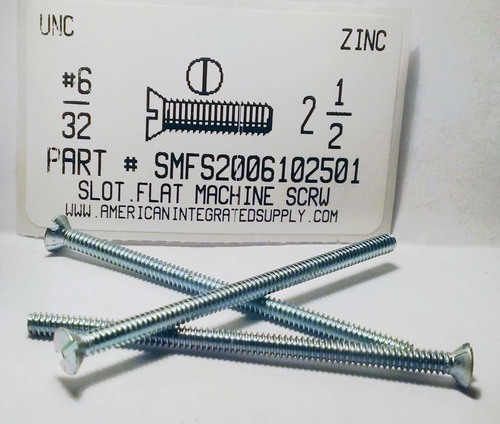 UNC ZINC
#6
32
2 1/2
PART # SMFS2006102501
SLOT.FLAT MACHINE SCRW
WWW.AMERICANINTEGRATEDSUPPLY.COM